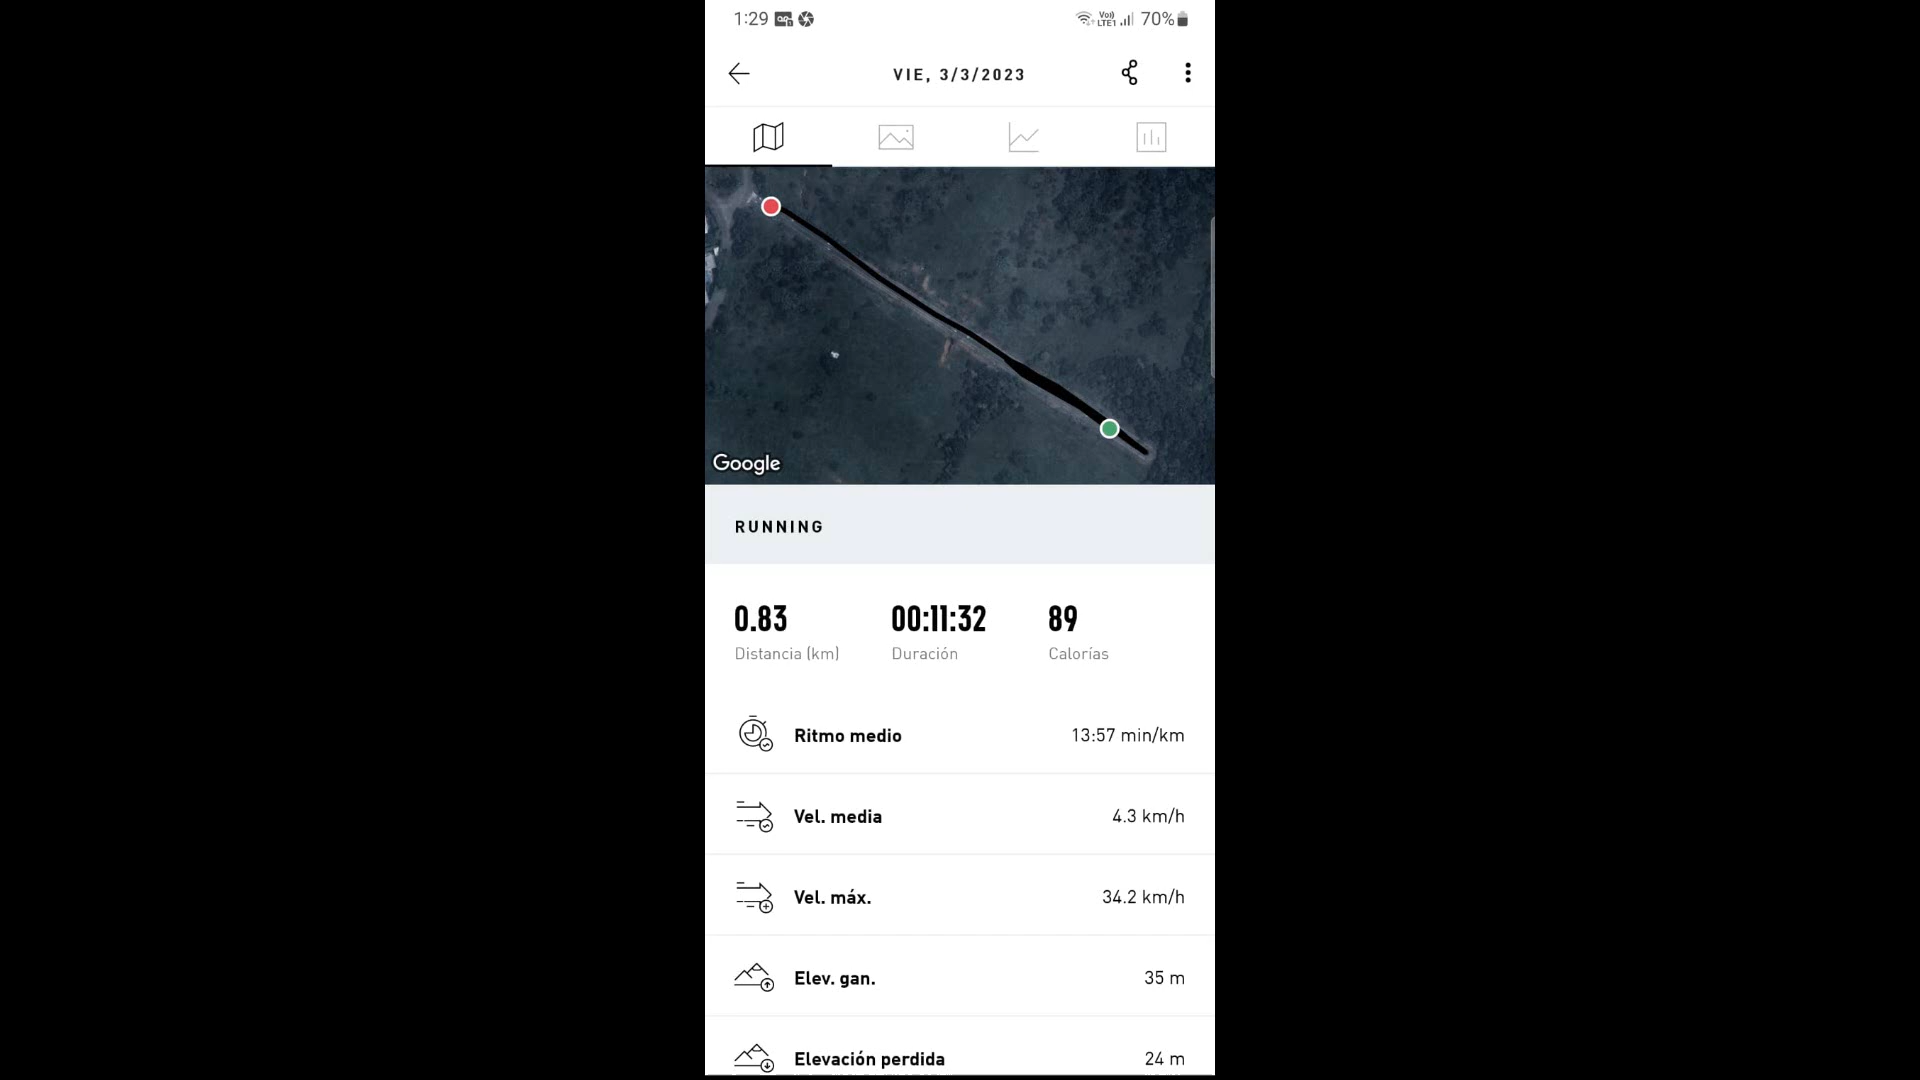 1:29 Vo) LTE1 70%
VIE, 3/3/2023
Google
RUNNING
0.83 00:11:32 89
Distancia (km) Duración Calorías
Ritmo medio 13:57 min/km
Vel. media 4.3 km/h
Vel. máx. 34.2 km/h
Elev. gan. 35 m
Elevación perdida 24 m